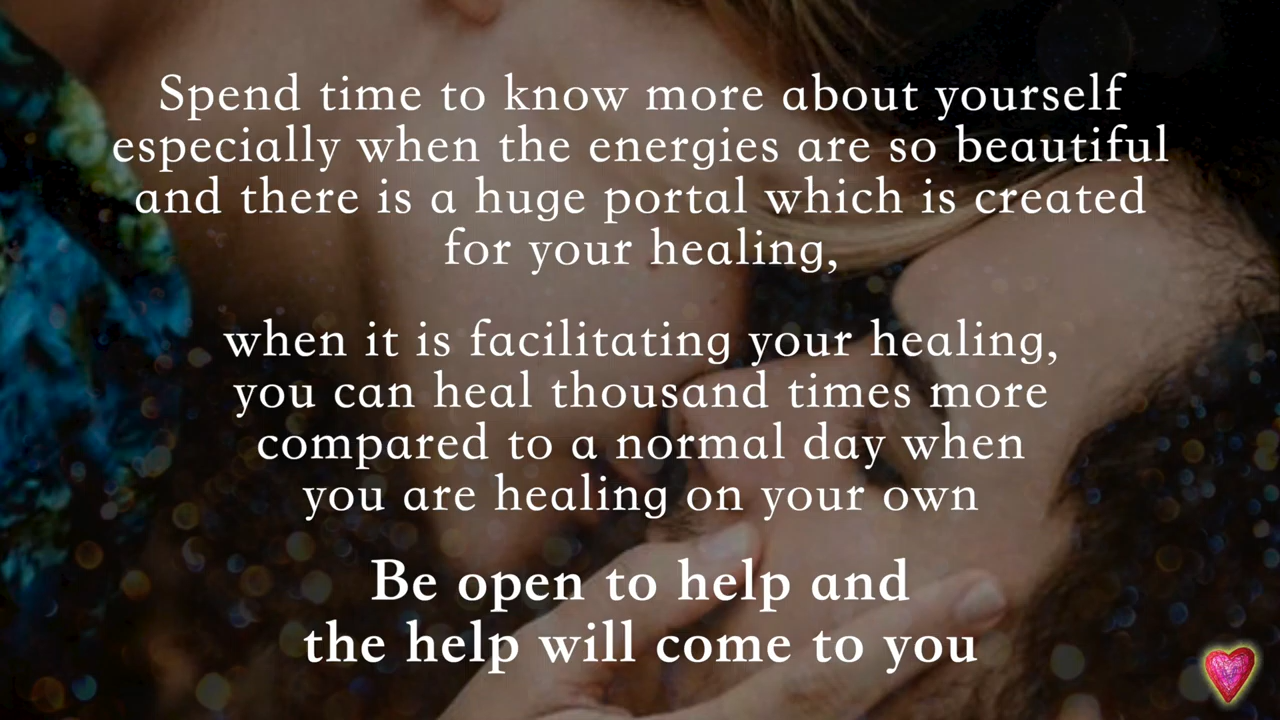 Spend time to know more about yourself
especially when the energies are so beautiful
and there is a huge portal which is created
for your healing,
when it is facilitating your healing,
you can heal thousand times more
compared to a normal day when
you are healing on your own
Be open to help and
the help will come to you